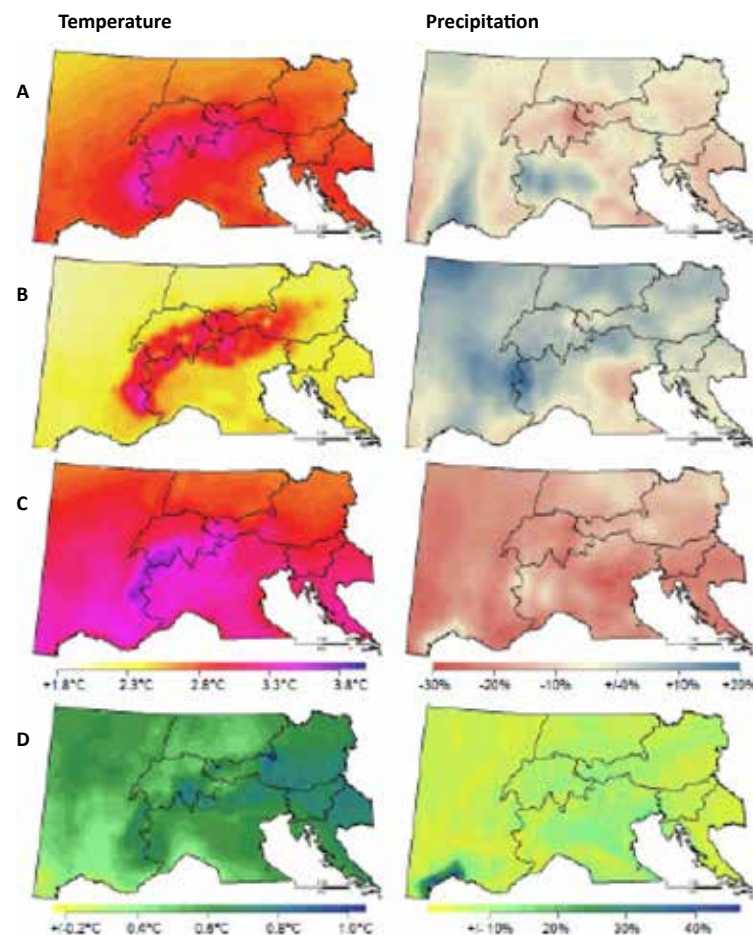 Temperature Precipitation
A
B
C
+1.8°C 2.3°C 2.8°C 3.3°C 3.8°C -30% -20% -10% +/-0% +10% +20%
D
+/-0.2°C 0.4°C 0.6°C 0.8°C 1.0°C +/- 10% 20% 30% 40%